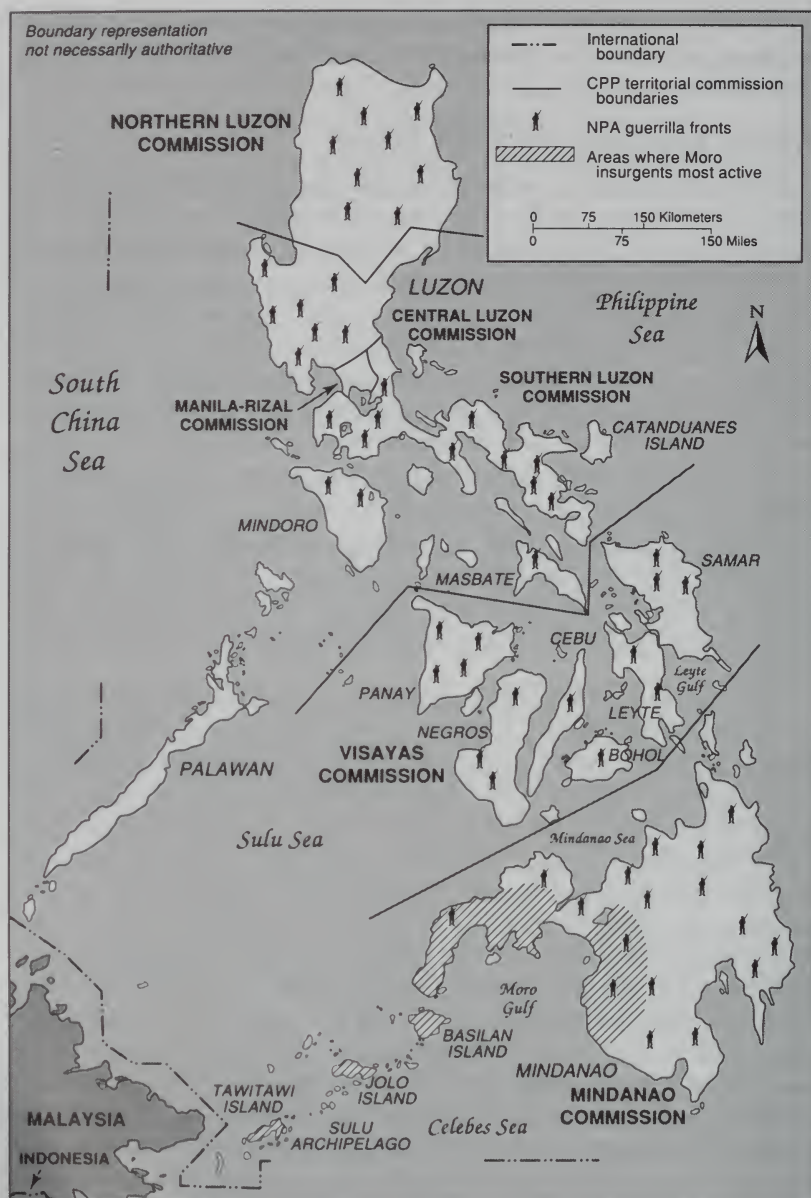 Boundary representation
not necessarily authoritative
International
boundary
CPP territorial commission
boundaries
NPA guerrilla fronts
Areas where Moro
insurgents most active
0 75 150 Kilometers
0 75 150 Miles
NORTHERN LUZON
COMMISSION
LUZON
CENTRAL LUZON
COMMISSION
Philippine
Sea
N
South
China
Sea
MANILA-RIZAL
COMMISSION
SOUTHERN LUZON
COMMISSION
CATANDUANES
ISLAND
MINDORO
MASBATE
SAMAR
CEBU
PANAY
Leyte
Gulf
LEYTE
NEGROS
VISAYAS
COMMISSION
BOHOL
PALAWAN
Sulu Sea
Mindanao Sea
Moro
Gulf
BASILAN
ISLAND
MINDANAO
MINDANAO
COMMISSION
JOLO
ISLAND
TAWITAWI
ISLAND
SULU
ARCHIPELAGO
Celebes Sea
MALAYSIA
INDONESIA